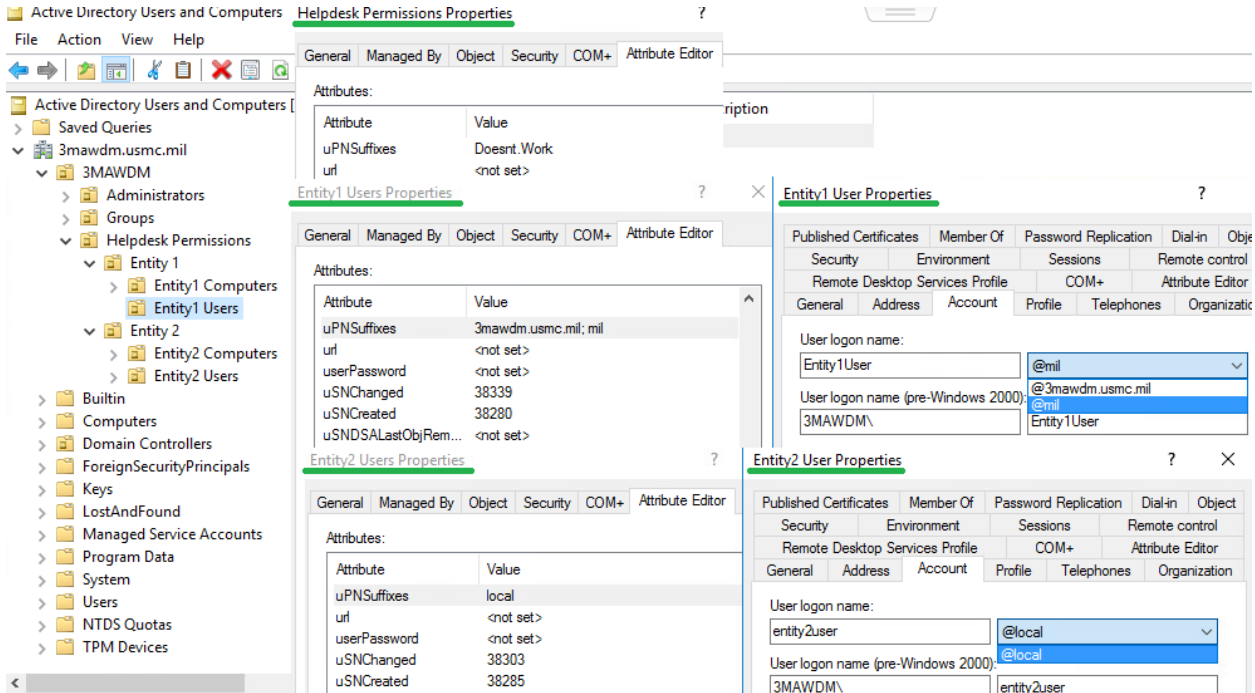 Active Directory Users and Computers
File Action View Help
Active Directory Users and Computers [
Saved Queries
3mawdm.usmc.mil
3MAWDM
Administrators
Groups
Helpdesk Permissions
Entity 1
Entity1 Computers
Entity1 Users
Entity 2
Entity2 Computers
Entity2 Users
Builtin
Computers
Domain Controllers
ForeignSecurityPrincipals
Keys
LostAndFound
Managed Service Accounts
Program Data
System
Users
NTDS Quotas
TPM Devices
Helpdesk Permissions Properties ?
General Managed By Object Security COM+ Attribute Editor
Attributes:
Attribute Value
uPNSuffixes Doesnt.Work
url <not set>
ription
Entity1 Users Properties ?
General Managed By Object Security COM+ Attribute Editor
Attributes:
Attribute Value
uPNSuffixes 3mawdm.usmc.mil; mil
url <not set>
userPassword <not set>
uSNChanged 38339
uSNCreated 38280
uSNDSALastObjRem... <not set>
Entity1 User Properties ?
Published Certificates Member Of Password Replication Dial-in Obje
Security Environment Sessions Remote control
Remote Desktop Services Profile COM+ Attribute Editor
General Address Account Profile Telephones Organizatio
User logon name:
Entity1User @mil
@3mawdm.usmc.mil
User logon name (pre-Windows 2000): @mil
3MAWDM\ Entity1User
Entity2 Users Properties ?
General Managed By Object Security COM+ Attribute Editor
Attributes:
Attribute Value
uPNSuffixes local
url <not set>
userPassword <not set>
uSNChanged 38303
uSNCreated 38285
Entity2 User Properties ?
Published Certificates Member Of Password Replication Dial-in Object
Security Environment Sessions Remote control
Remote Desktop Services Profile COM+ Attribute Editor
General Address Account Profile Telephones Organization
User logon name:
entity2user @local
@local
User logon name (pre-Windows 2000):
3MAWDM\ entity2user